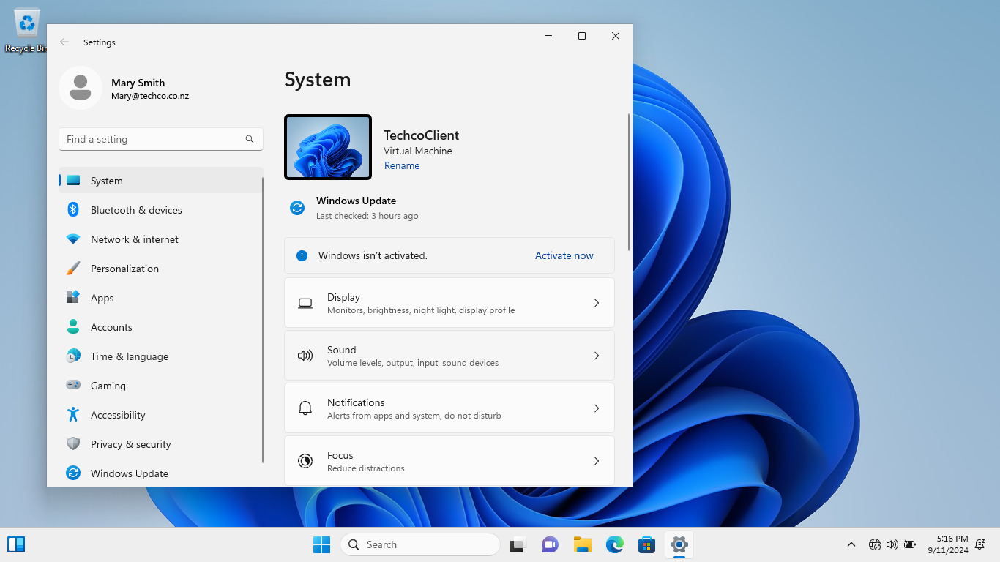 Recycle Bin
Settings
Mary Smith
Mary@techco.co.nz
Find a setting
System
Bluetooth & devices
Network & internet
Personalization
Apps
Accounts
Time & language
Gaming
Accessibility
Privacy & security
Windows Update
System
TechcoClient
Virtual Machine
Rename
Windows Update
Last checked: 3 hours ago
Windows isn't activated.
Activate now
Display
Monitors, brightness, night light, display profile
Sound
Volume levels, output, input, sound devices
Notifications
Alerts from apps and system, do not disturb
Focus
Reduce distractions
Search
5:16 PM
9/11/2024